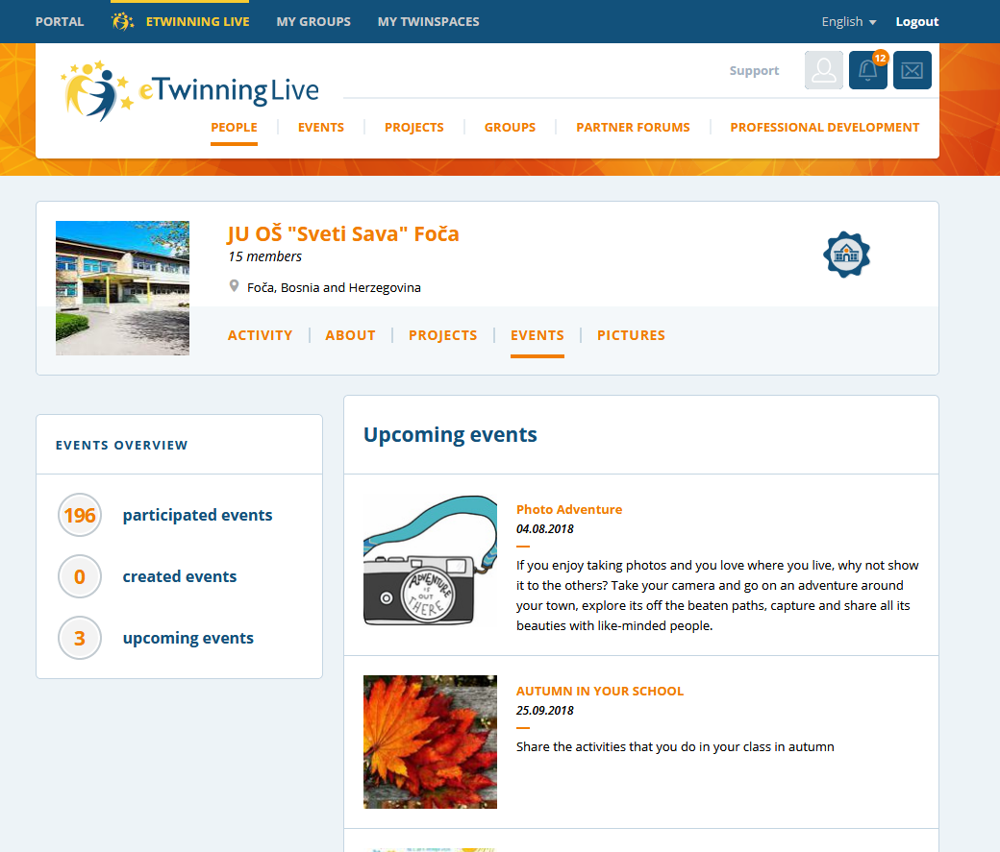 PORTAL
ETWINNING LIVE
MY GROUPS
MY TWINSPACES
English
Logout
eTwinning Live
Support
12
PEOPLE
EVENTS
PROJECTS
GROUPS
PARTNER FORUMS
PROFESSIONAL DEVELOPMENT
JU OŠ "Sveti Sava" Foča
15 members
Foča, Bosnia and Herzegovina
ACTIVITY
ABOUT
PROJECTS
EVENTS
PICTURES
EVENTS OVERVIEW
196 participated events
0 created events
3 upcoming events
Upcoming events
ADVENTURE
IS
OUT
THERE
Photo Adventure
04.08.2018
If you enjoy taking photos and you love where you live, why not show
it to the others? Take your camera and go on an adventure around
your town, explore its off the beaten paths, capture and share all its
beauties with like-minded people.
AUTUMN IN YOUR SCHOOL
25.09.2018
Share the activities that you do in your class in autumn